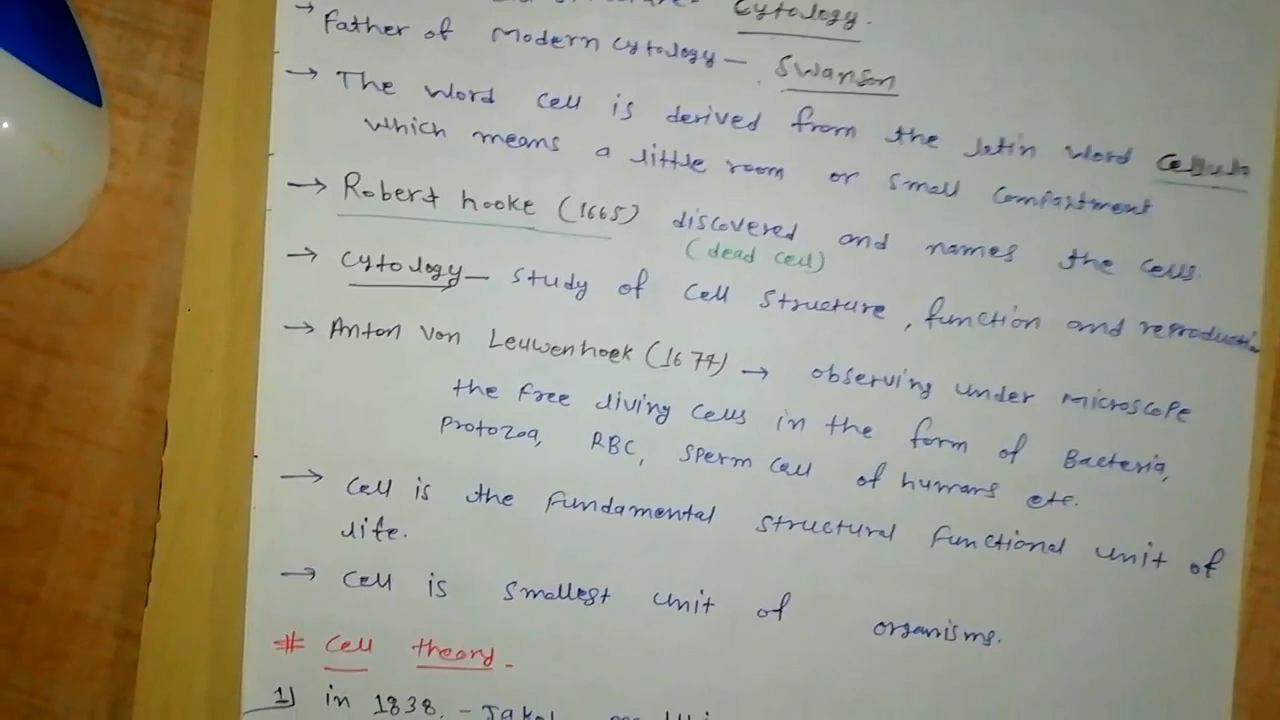 Cytology.
→ Father of modern cytology — Swanson
→ The word cell is derived from the latin word
which means a little room or small compartment
→ Robert hooke (1665) discovered and names the cells.
(dead cell)
→ Cytology — study of cell structure, function and reproduction
→ Anton von Leuwenhoek (1674) → observing under microscope
the free living cells in the form of Bacteria,
protozoa, RBC, sperm cell of humans etc.
→ Cell is the fundamental structural functional unit of
life.
→ Cell is smallest unit of organisms.
# Cell theory -
1) in 1838, -